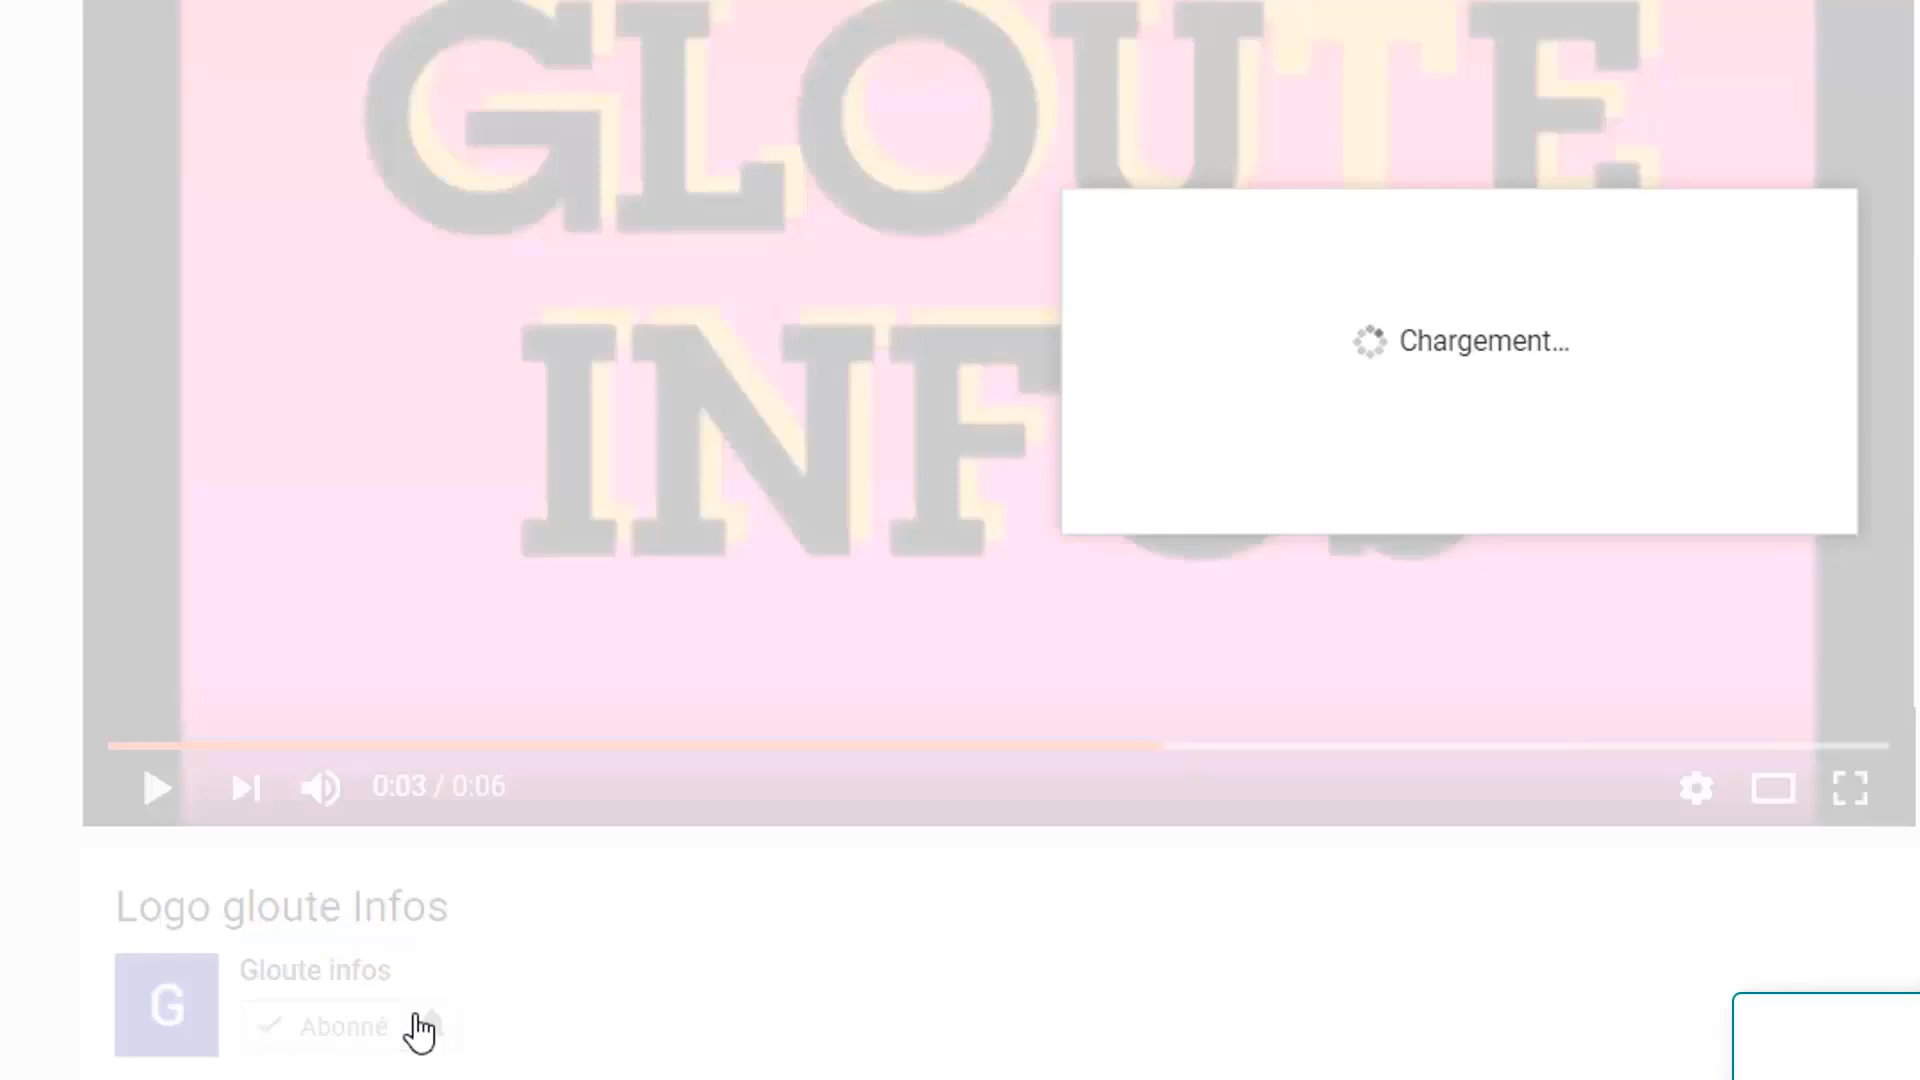 GLOUTE
INF
Chargement...
0:03 / 0:06
Logo gloute Infos
G
Gloute infos
Abonné